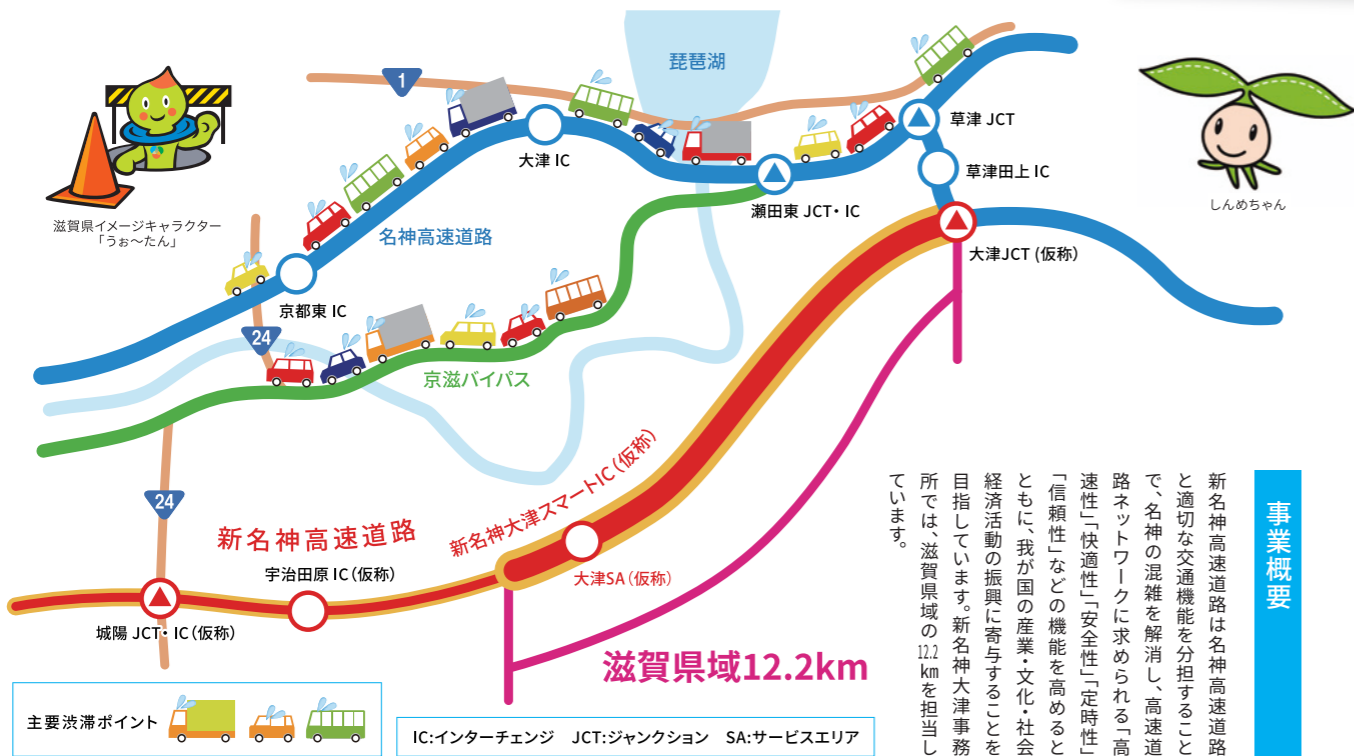 琵琶湖
1
草津 JCT
大津 IC
草津田上 IC
瀬田東 JCT・IC
しんめちゃん
滋賀県イメージキャラクター
「うぉ〜たん」
名神高速道路
大津JCT (仮称)
京都東 IC
24
京滋バイパス
24
新名神高速道路
新名神大津スマートIC(仮称)
宇治田原 IC(仮称)
大津SA(仮称)
城陽 JCT・IC(仮称)
滋賀県域12.2km
主要渋滞ポイント
IC:インターチェンジ JCT:ジャンクション SA:サービスエリア
事業概要
新名神高速道路は名神高速道路
と適切な交通機能を分担すること
で、名神の混雑を解消し、高速道
路ネットワークに求められる「高
速性」「快適性」「安全性」「定時性」
「信頼性」などの機能を高めると
ともに、我が国の産業・文化・社会
経済活動の振興に寄与することを
目指しています。新名神大津事務
所では、滋賀県域の12.2㎞を担当し
ています。